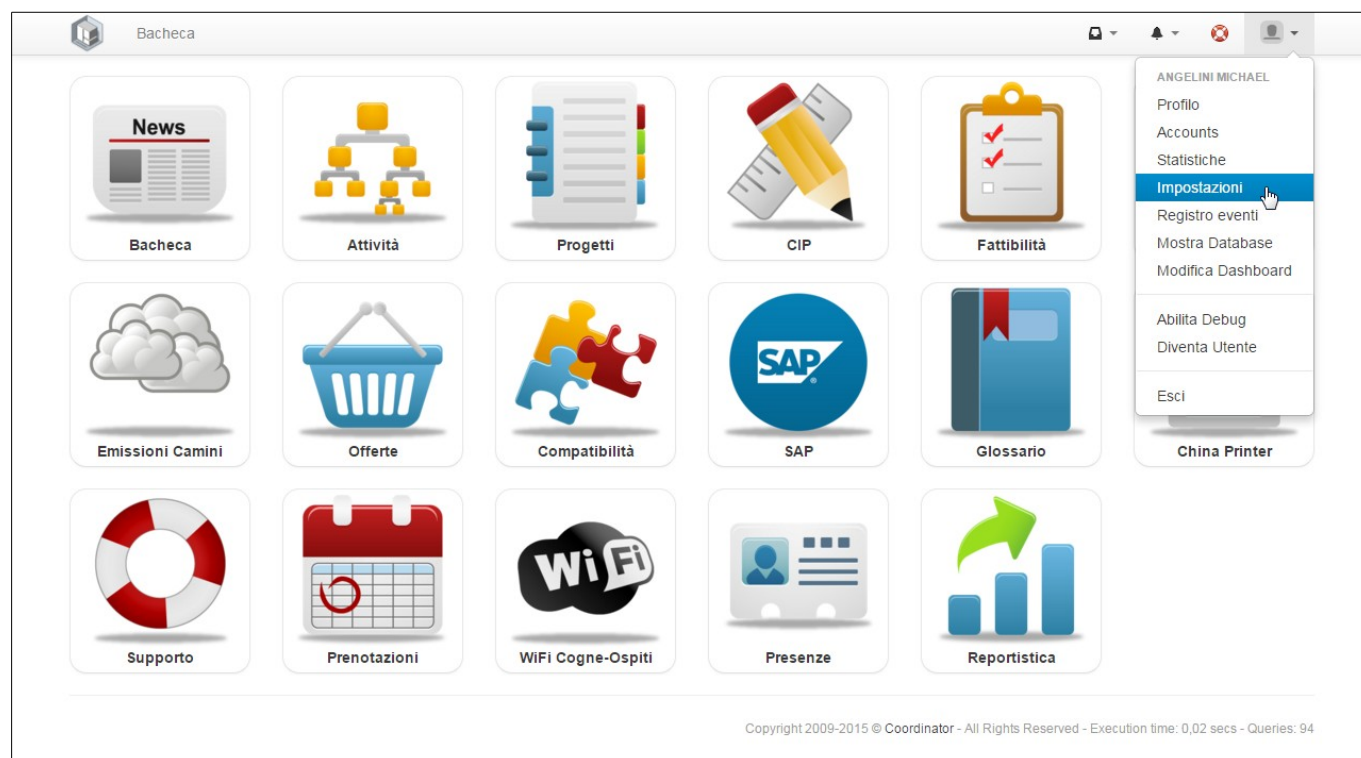 Bacheca
ANGELINI MICHAEL
Profilo
Accounts
Statistiche
Impostazioni
Registro eventi
Mostra Database
Modifica Dashboard
Abilita Debug
Diventa Utente
Esci
News
Bacheca
Attività
Progetti
CIP
Fattibilità
SAP
Emissioni Camini
Offerte
Compatibilità
SAP
Glossario
China Printer
WiFi
Supporto
Prenotazioni
WiFi Cogne-Ospiti
Presenze
Reportistica
Copyright 2009-2015 © Coordinator - All Rights Reserved - Execution time: 0,02 secs - Queries: 94